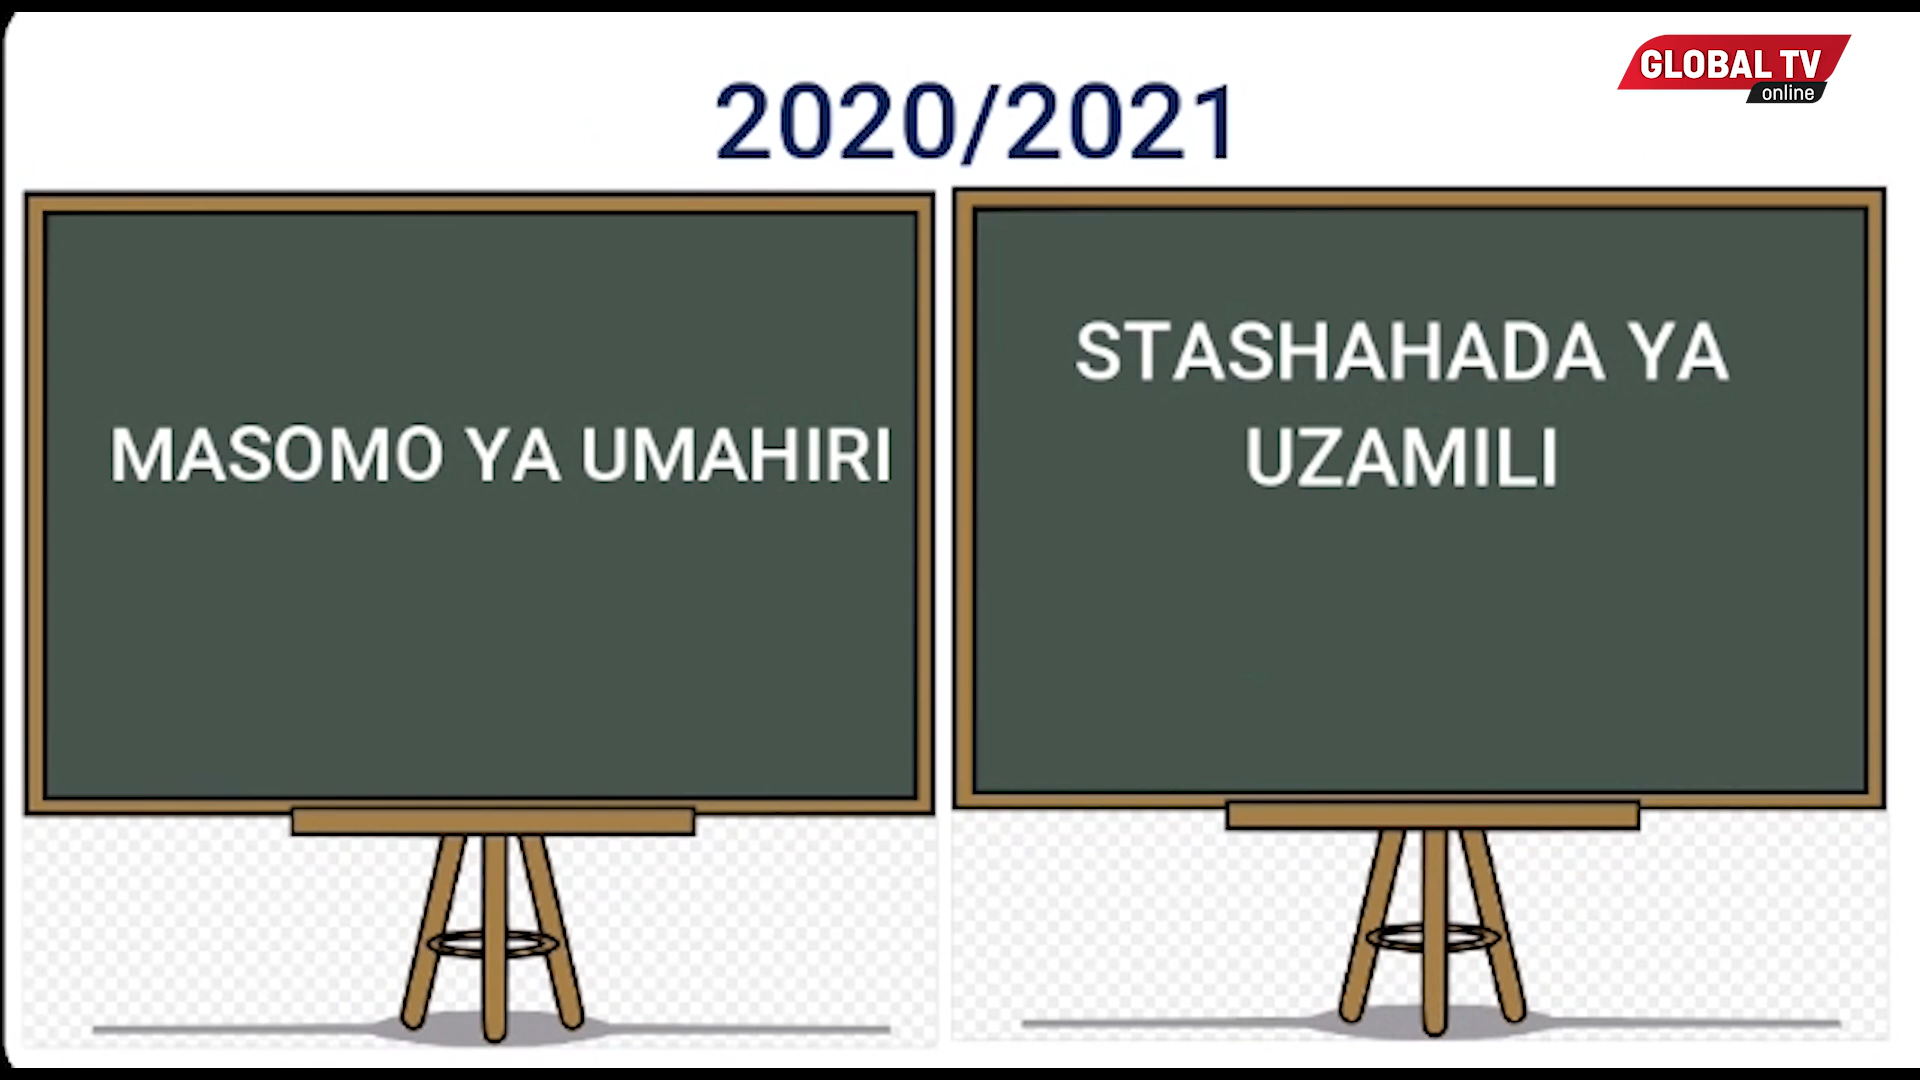 GLOBAL TV
online
2020/2021
MASOMO YA UMAHIRI
STASHAHADA YA
UZAMILI